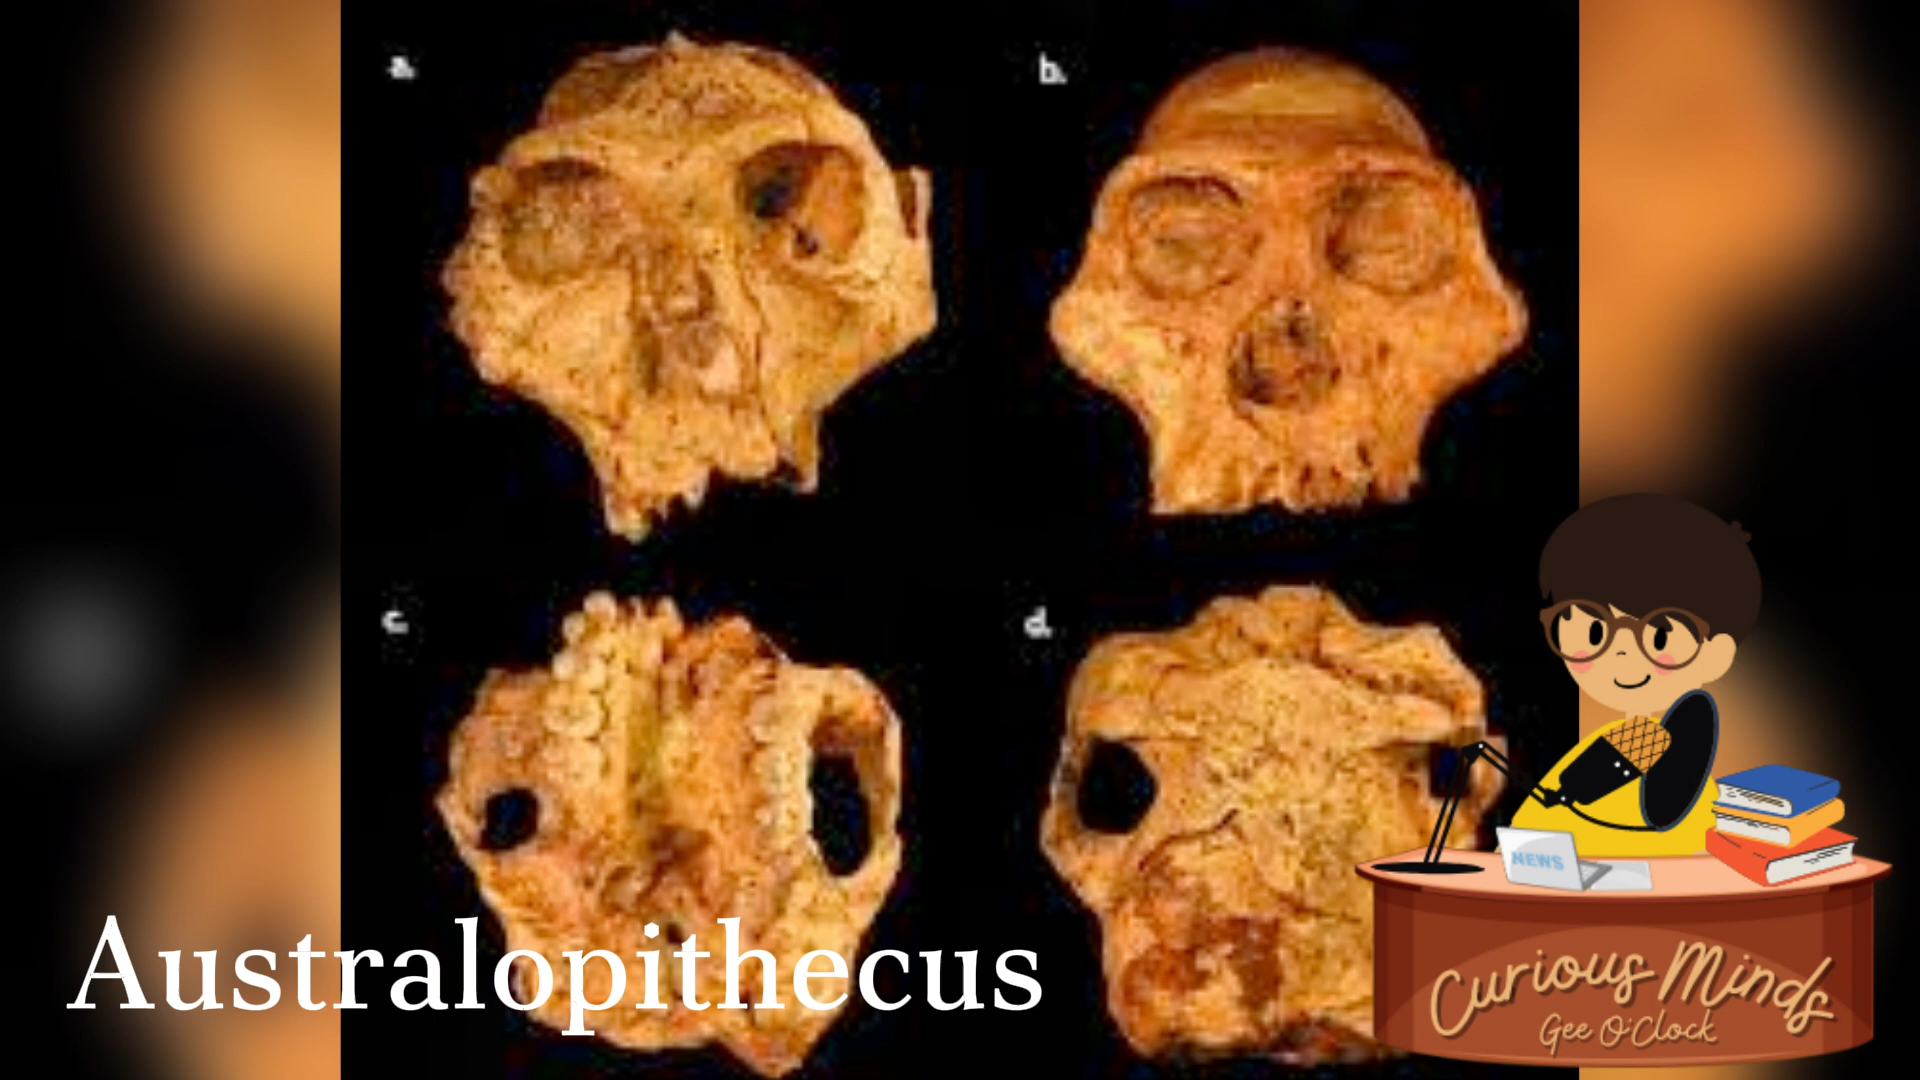 a.
b.
c.
d.
NEWS
Australopithecus
Curious Minds
Gee O'Clock